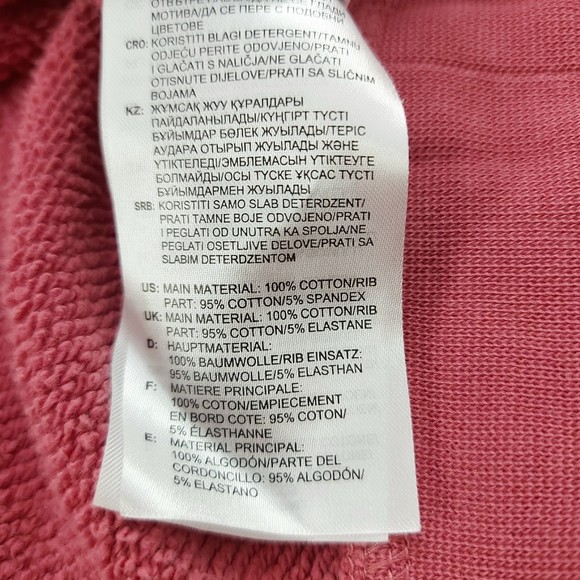 МОТИВА/ДА СЕ ПЕРЕ С ПОДОБНИ
ЦВЕТОВЕ
CRO: KORISTITI BLAGI DETERGENT/TAMNU
ODJEĆU PERITE ODOVJENO/PRATI
I GLAČATI S NALIČJA/NE GLAČATI
OTISNUTE DIJELOVE/PRATI SA SLIČNIM
BOJAMA
KZ: ЖҰМСАҚ ЖУУ ҚҰРАЛДАРЫ
ПАЙДАЛАНЫЛАДЫ/КҮҢГІРТ ТҮСТІ
БҰЙЫМДАР БӨЛЕК ЖУЫЛАДЫ/ТЕРІС
АУДАРА ОТЫРЫП ЖУЫЛАДЫ ЖӘНЕ
ҮТІКТЕЛЕДІ/ЭМБЛЕМАСЫН ҮТІКТЕУГЕ
БОЛМАЙДЫ/ОСЫ ТҮСКЕ ҰҚСАС ТҮСТІ
БҰЙЫМДАРМЕН ЖУЫЛАДЫ
SRB: KORISTITI SAMO SLAB DETERDZENT/
PRATI TAMNE BOJE ODVOJENO/PRATI
I PEGLATI OD UNUTRA KA SPOLJA/NE
PEGLATI OSETLJIVE DELOVE/PRATI SA
SLABIM DETERDZENTOM
US: MAIN MATERIAL: 100% COTTON/RIB
PART: 95% COTTON/5% SPANDEX
UK: MAIN MATERIAL: 100% COTTON/RIB
PART: 95% COTTON/5% ELASTANE
D: HAUPTMATERIAL:
100% BAUMWOLLE/RIB EINSATZ:
95% BAUMWOLLE/5% ELASTHAN
F: MATIERE PRINCIPALE:
100% COTON/EMPIECEMENT
EN BORD COTE: 95% COTON/
5% ÉLASTHANNE
E: MATERIAL PRINCIPAL:
100% ALGODÓN/PARTE DEL
CORDONCILLO: 95% ALGODÓN/
5% ELASTANO